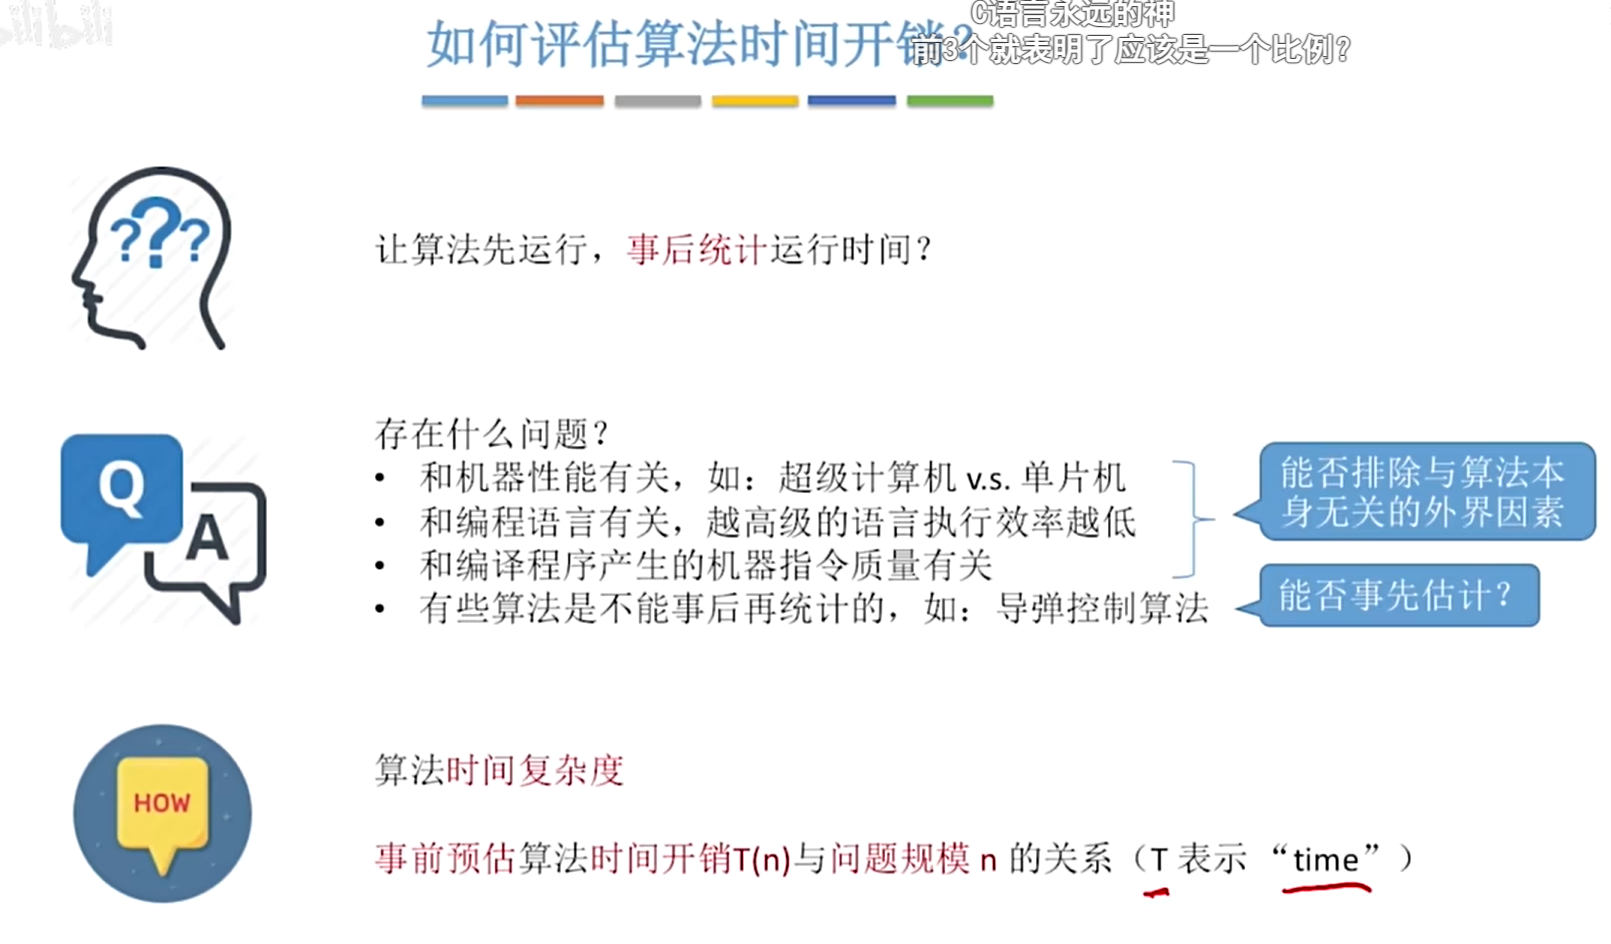 bilibili
C语言永远的神
如何评估算法时间开销?
前3个就表明了应该是一个比例?
???
让算法先运行，事后统计运行时间？
存在什么问题？
Q
A
• 和机器性能有关，如：超级计算机 v.s. 单片机
• 和编程语言有关，越高级的语言执行效率越低
• 和编译程序产生的机器指令质量有关
• 有些算法是不能事后再统计的，如：导弹控制算法
能否排除与算法本
身无关的外界因素
能否事先估计？
HOW
算法时间复杂度
事前预估算法时间开销T(n)与问题规模 n 的关系（T 表示 “time”）